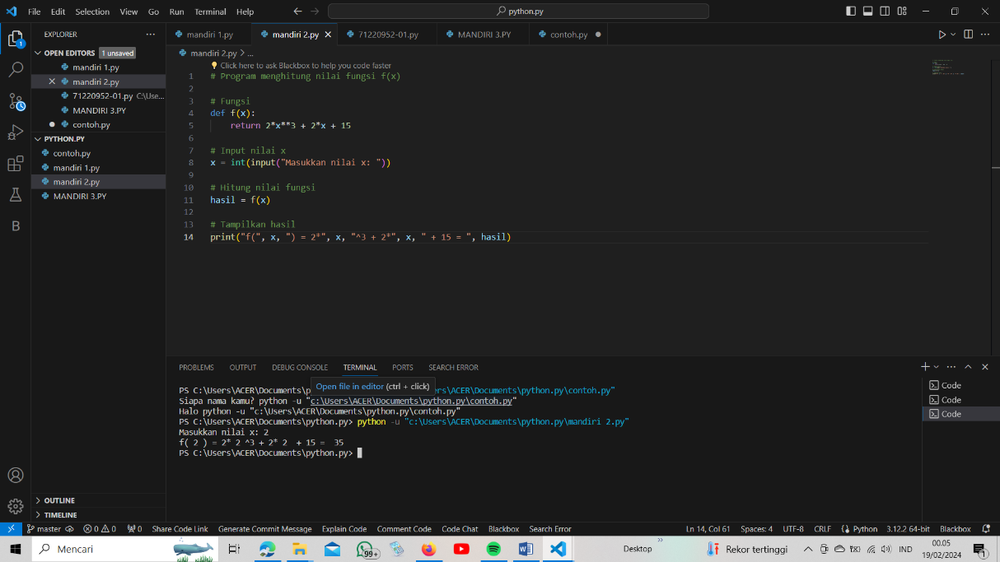 File Edit Selection View Go Run Terminal Help
python.py
EXPLORER
mandiri 1.py
mandiri 2.py
71220952-01.py
MANDIRI 3.PY
contoh.py
OPEN EDITORS 1 unsaved
mandiri 1.py
mandiri 2.py
71220952-01.py C:\Use...
MANDIRI 3.PY
contoh.py
PYTHON.PY
contoh.py
mandiri 1.py
mandiri 2.py
MANDIRI 3.PY
OUTLINE
TIMELINE
mandiri 2.py > ...
Click here to ask Blackbox to help you code faster
1 # Program menghitung nilai fungsi f(x)
2
3 # Fungsi
4 def f(x):
5 return 2*x**3 + 2*x + 15
6
7 # Input nilai x
8 x = int(input("Masukkan nilai x: "))
9
10 # Hitung nilai fungsi
11 hasil = f(x)
12
13 # Tampilkan hasil
14 print("f(", x, ") = 2*", x, "^3 + 2*", x, " + 15 = ", hasil)
PROBLEMS OUTPUT DEBUG CONSOLE TERMINAL PORTS SEARCH ERROR
Open file in editor (ctrl + click)
PS C:\Users\ACER\Documents\p :\Users\ACER\Documents\python.py\contoh.py"
Siapa nama kamu? python -u "c:\Users\ACER\Documents\python.py\contoh.py"
Halo python -u "c:\Users\ACER\Documents\python.py\contoh.py"
PS C:\Users\ACER\Documents\python.py> python -u "c:\Users\ACER\Documents\python.py\mandiri 2.py"
Masukkan nilai x: 2
f( 2 ) = 2* 2 ^3 + 2* 2  + 15 =  35
PS C:\Users\ACER\Documents\python.py>
Code
Code
Code
master 0 0 0 Share Code Link Generate Commit Message Explain Code Comment Code Code Chat Blackbox Search Error Ln 14, Col 61 Spaces: 4 UTF-8 CRLF Python 3.12.2 64-bit Blackbox
Mencari 99+ Desktop Rekor tertinggi IND 00.05
19/02/2024
1
B
1